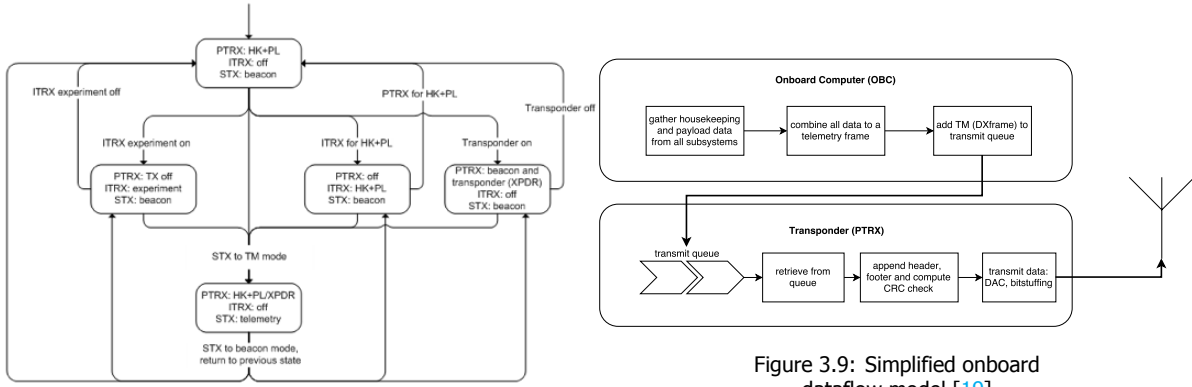 PTRX: HK+PL
ITRX: off
STX: beacon
ITRX experiment off
PTRX for HK+PL
Transponder off
ITRX experiment on
ITRX for HK+PL
Transponder on
PTRX: TX off
ITRX: experiment
STX: beacon
PTRX: off
ITRX: HK+PL
STX: beacon
PTRX: beacon and
transponder (XPDR)
ITRX: off
STX: beacon
STX to TM mode
PTRX: HK+PL/XPDR
ITRX: off
STX: telemetry
STX to beacon mode,
return to previous state
Onboard Computer (OBC)
gather housekeeping
and payload data
from all subsystems
combine all data to a
telemetry frame
add TM (DXframe) to
transmit queue
Transponder (PTRX)
transmit queue
retrieve from
queue
append header,
footer and compute
CRC check
transmit data:
DAC, bitstuffing
Figure 3.9: Simplified onboard
dataflow model [19]